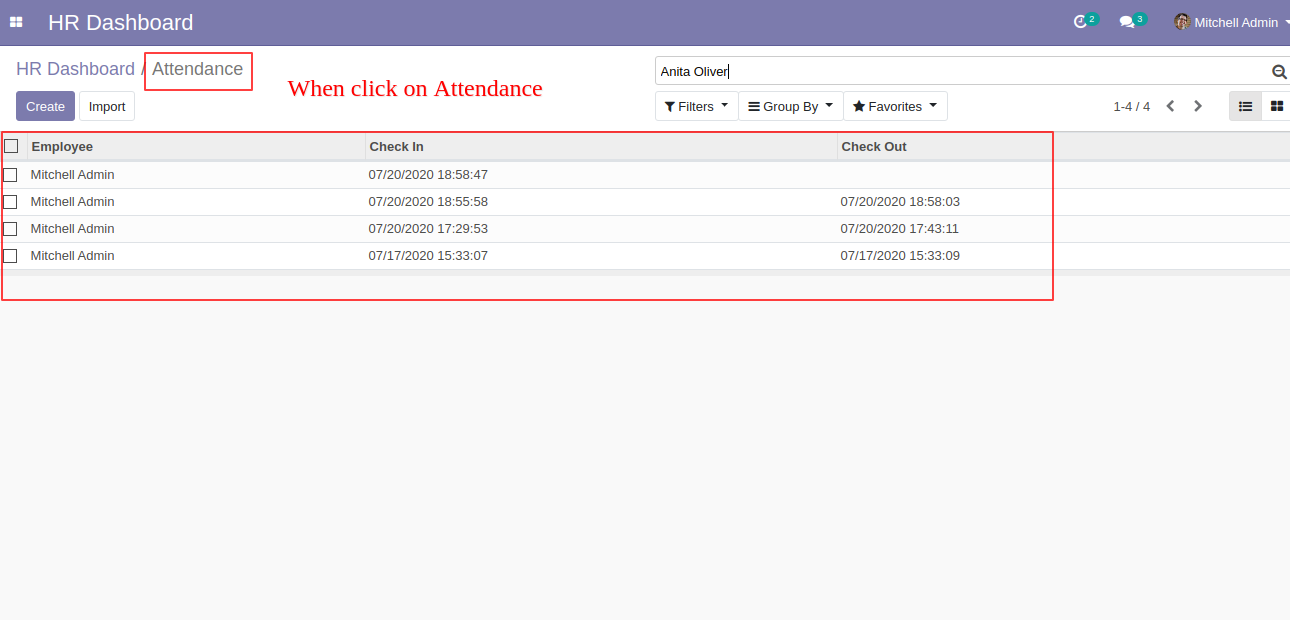 HR Dashboard 2 3 Mitchell Admin
HR Dashboard / Attendance
When click on Attendance
Anita Oliver
Create Import Filters Group By Favorites 1-4 / 4
Employee Check In Check Out
Mitchell Admin 07/20/2020 18:58:47
Mitchell Admin 07/20/2020 18:55:58 07/20/2020 18:58:03
Mitchell Admin 07/20/2020 17:29:53 07/20/2020 17:43:11
Mitchell Admin 07/17/2020 15:33:07 07/17/2020 15:33:09